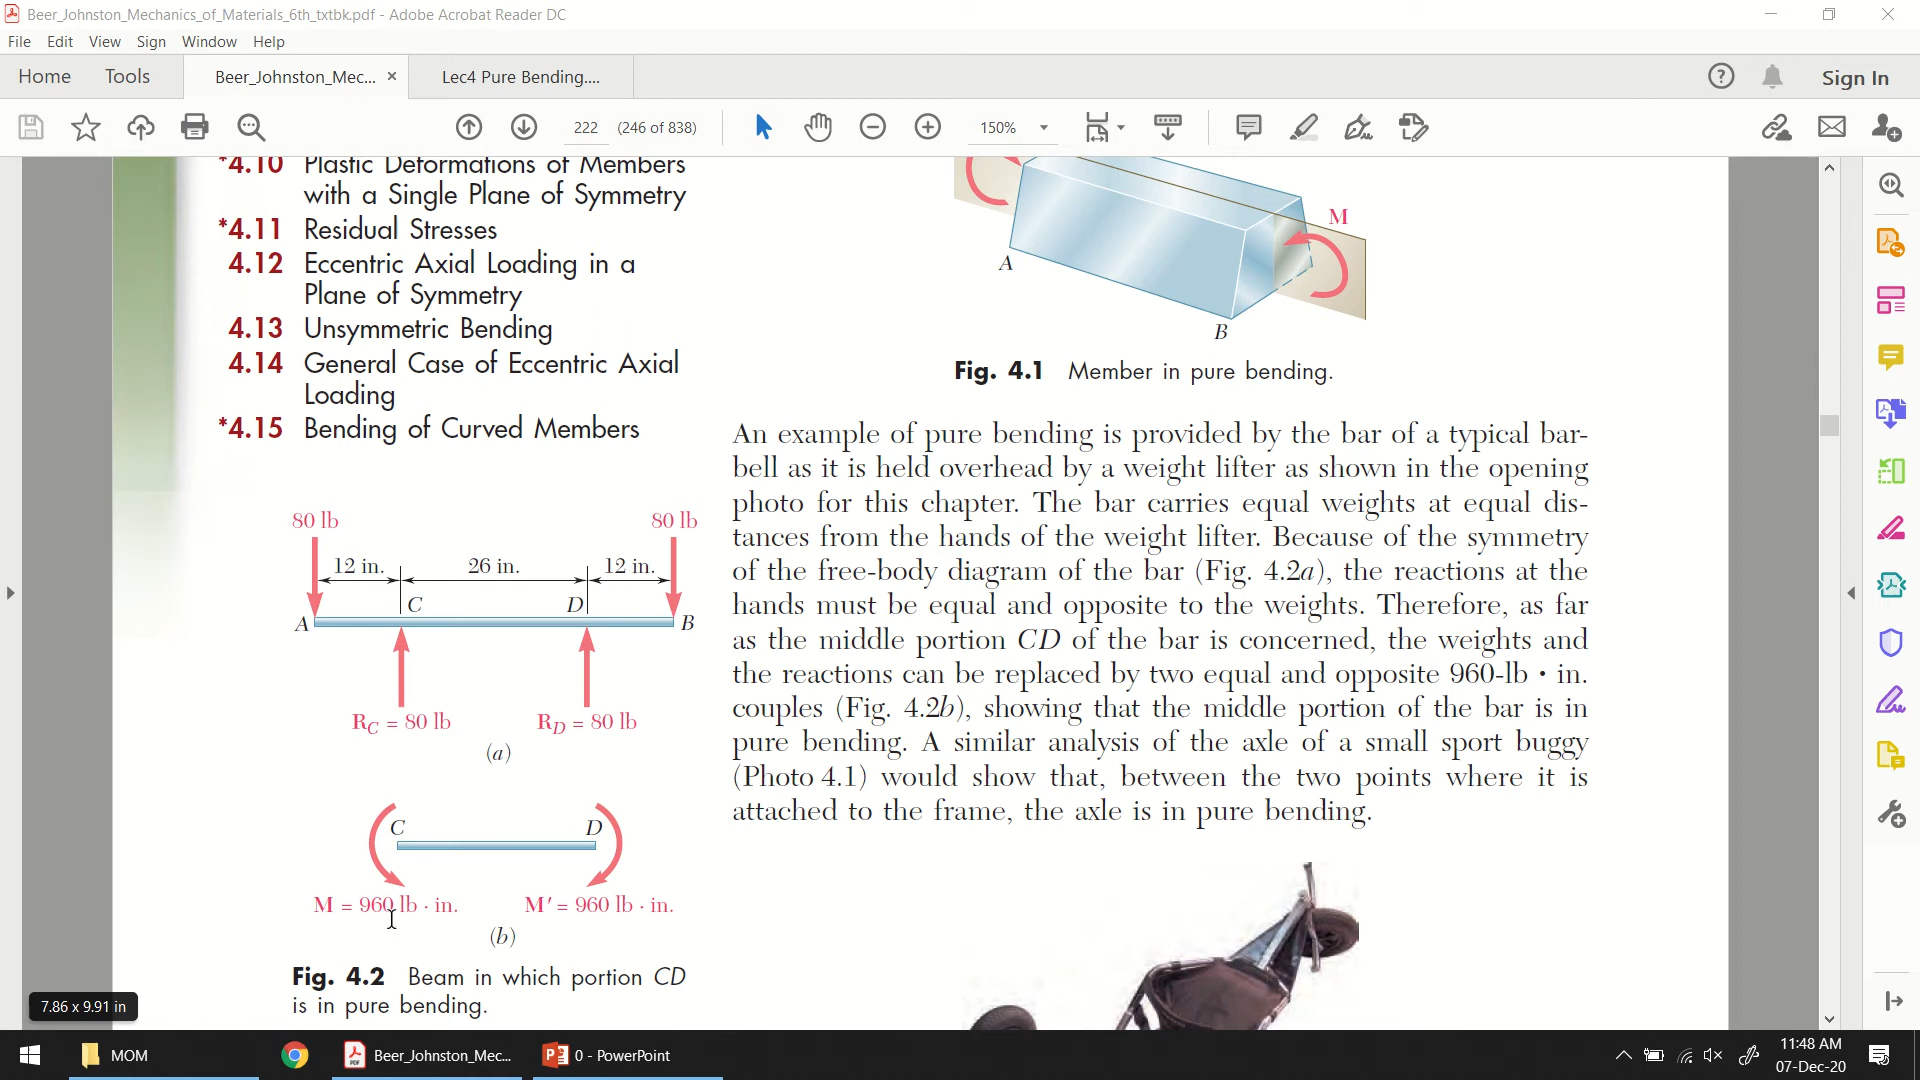 Beer_Johnston_Mechanics_of_Materials_6th_txtbk.pdf - Adobe Acrobat Reader DC
File Edit View Sign Window Help
Home Tools Beer_Johnston_Mec... × Lec4 Pure Bending.... Sign In
222 (246 of 838) 150%
*4.10 Plastic Deformations of Members
with a Single Plane of Symmetry
*4.11 Residual Stresses
4.12 Eccentric Axial Loading in a
Plane of Symmetry
4.13 Unsymmetric Bending
4.14 General Case of Eccentric Axial
Loading
*4.15 Bending of Curved Members
80 lb 80 lb
12 in. 26 in. 12 in.
C D
A B
R_C = 80 lb R_D = 80 lb
(a)
C D
M = 960 lb · in. M′ = 960 lb · in.
(b)
Fig. 4.2 Beam in which portion CD
is in pure bending.
M
A
B
Fig. 4.1 Member in pure bending.
An example of pure bending is provided by the bar of a typical bar-
bell as it is held overhead by a weight lifter as shown in the opening
photo for this chapter. The bar carries equal weights at equal dis-
tances from the hands of the weight lifter. Because of the symmetry
of the free-body diagram of the bar (Fig. 4.2a), the reactions at the
hands must be equal and opposite to the weights. Therefore, as far
as the middle portion CD of the bar is concerned, the weights and
the reactions can be replaced by two equal and opposite 960-lb · in.
couples (Fig. 4.2b), showing that the middle portion of the bar is in
pure bending. A similar analysis of the axle of a small sport buggy
(Photo 4.1) would show that, between the two points where it is
attached to the frame, the axle is in pure bending.
7.86 x 9.91 in
MOM Beer_Johnston_Mec... 0 - PowerPoint
11:48 AM
07-Dec-20